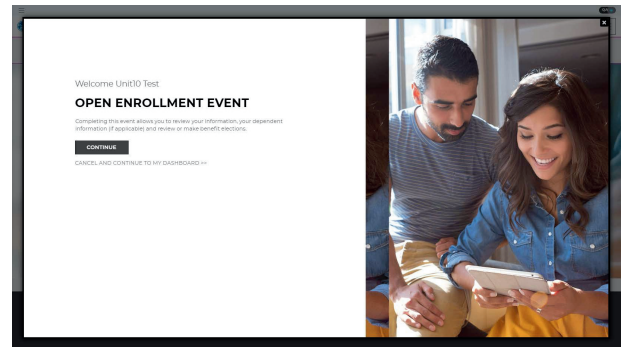 Welcome Unit10 Test
OPEN ENROLLMENT EVENT
Completing this event allows you to review your information, your dependent
information (if applicable) and review or make benefit elections.
CONTINUE
CANCEL AND CONTINUE TO MY DASHBOARD >>